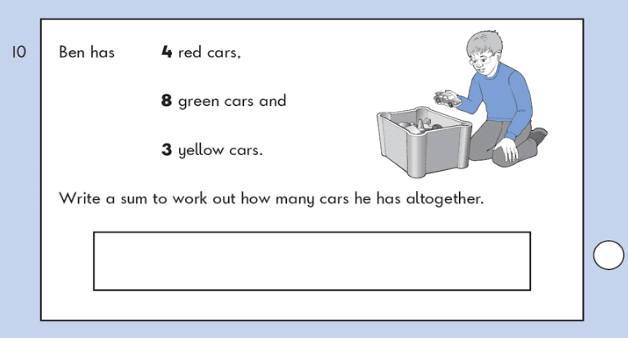 10 Ben has 4 red cars,
8 green cars and
3 yellow cars.
Write a sum to work out how many cars he has altogether.